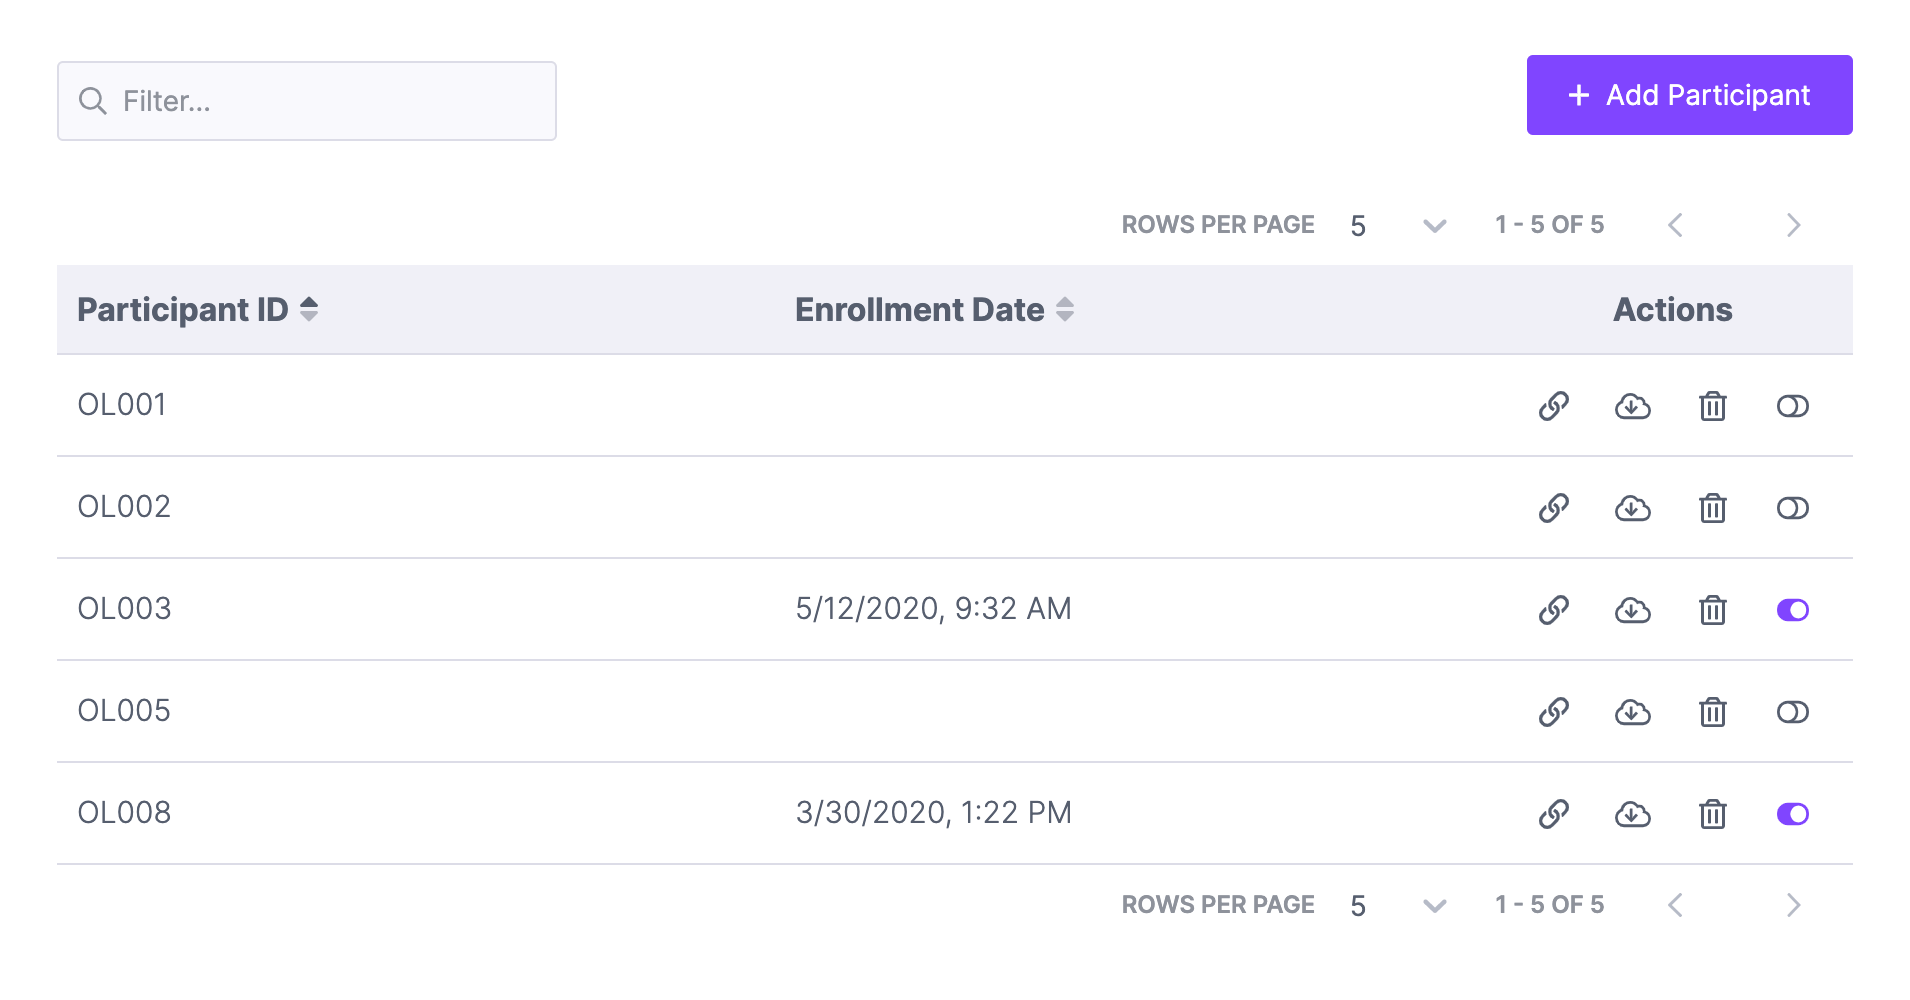 Filter...
+ Add Participant
ROWS PER PAGE 5 1 - 5 OF 5
Participant ID Enrollment Date Actions
OL001
OL002
OL003 5/12/2020, 9:32 AM
OL005
OL008 3/30/2020, 1:22 PM
ROWS PER PAGE 5 1 - 5 OF 5